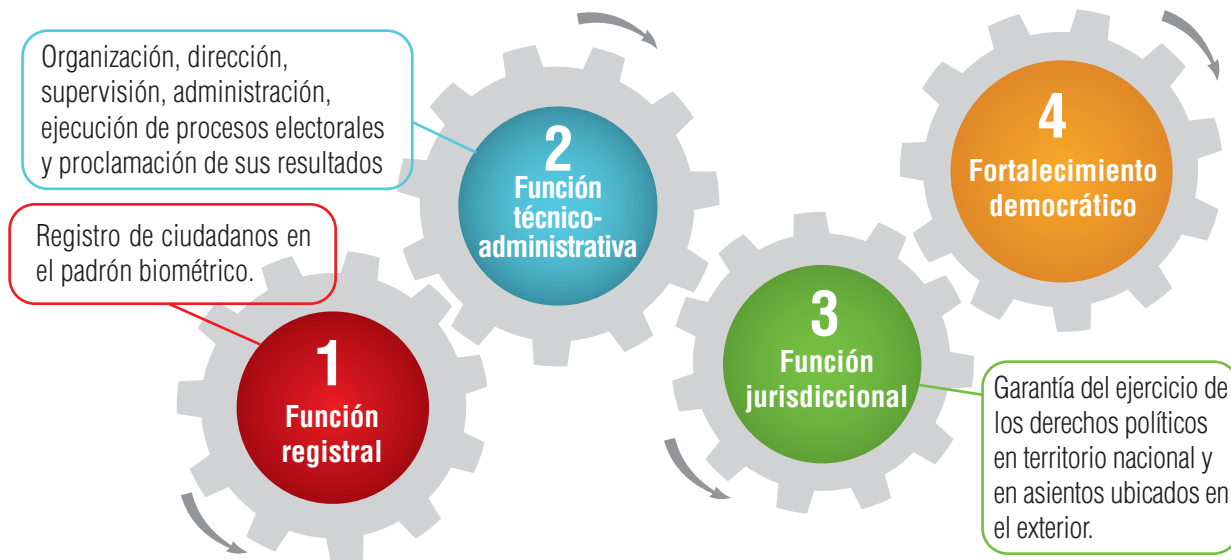 Organización, dirección,
supervisión, administración,
ejecución de procesos electorales
y proclamación de sus resultados
Registro de ciudadanos en
el padrón biométrico.
1
Función
registral
2
Función
técnico-
administrativa
3
Función
jurisdiccional
4
Fortalecimiento
democrático
Garantía del ejercicio de
los derechos políticos
en territorio nacional y
en asientos ubicados en
el exterior.